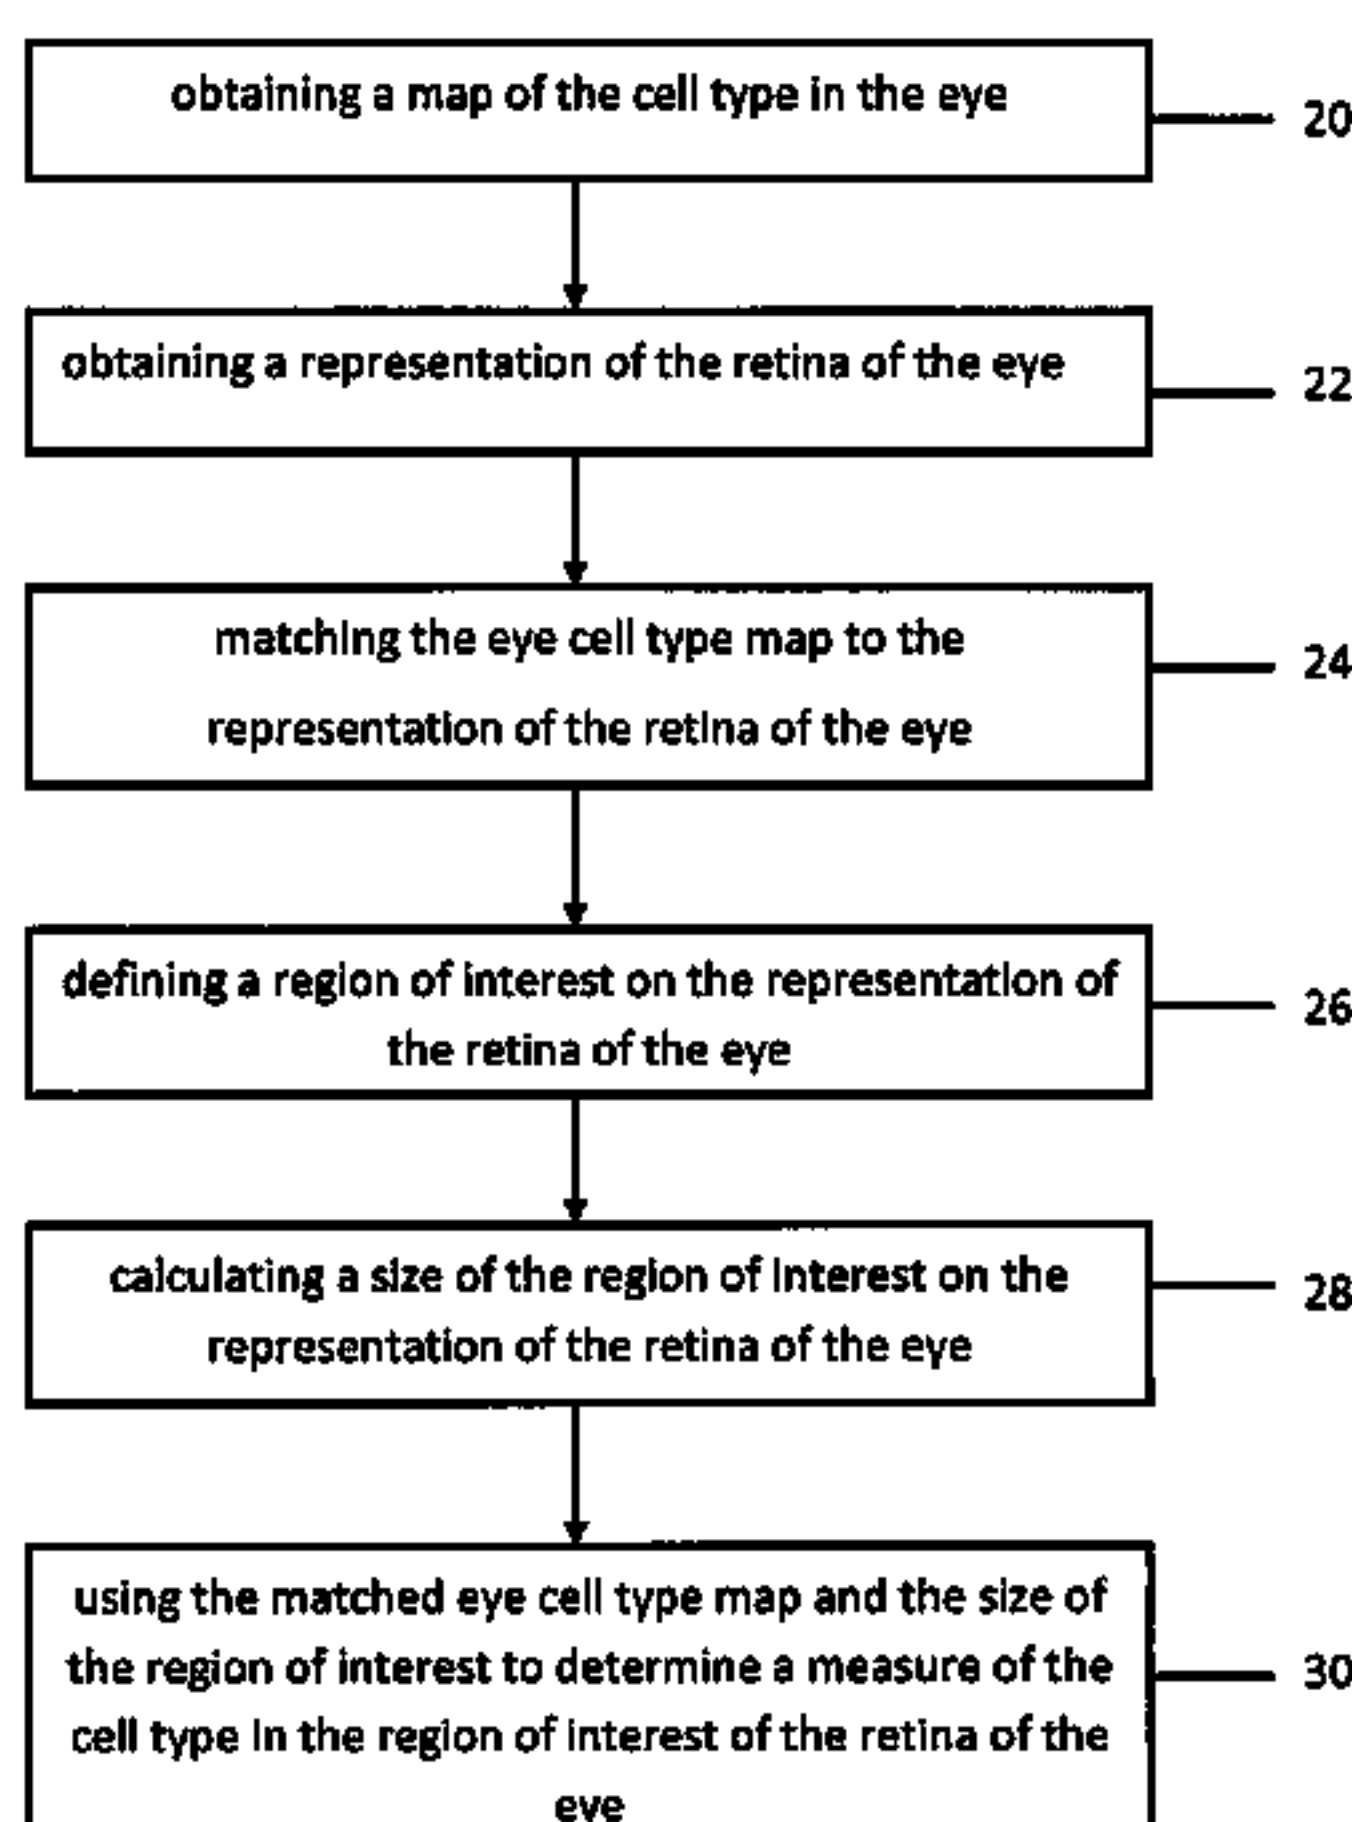 obtaining a map of the cell type in the eye
20
obtaining a representation of the retina of the eye
22
matching the eye cell type map to the
24
representation of the retina of the eye
defining a region of interest on the representation of
26
the retina of the eye
calculating a size of the region of interest on the
28
representation of the retina of the eye
using the matched eye cell type map and the size of
the region of interest to determine a measure of the
30
cell type in the region of interest of the retina of the
eye